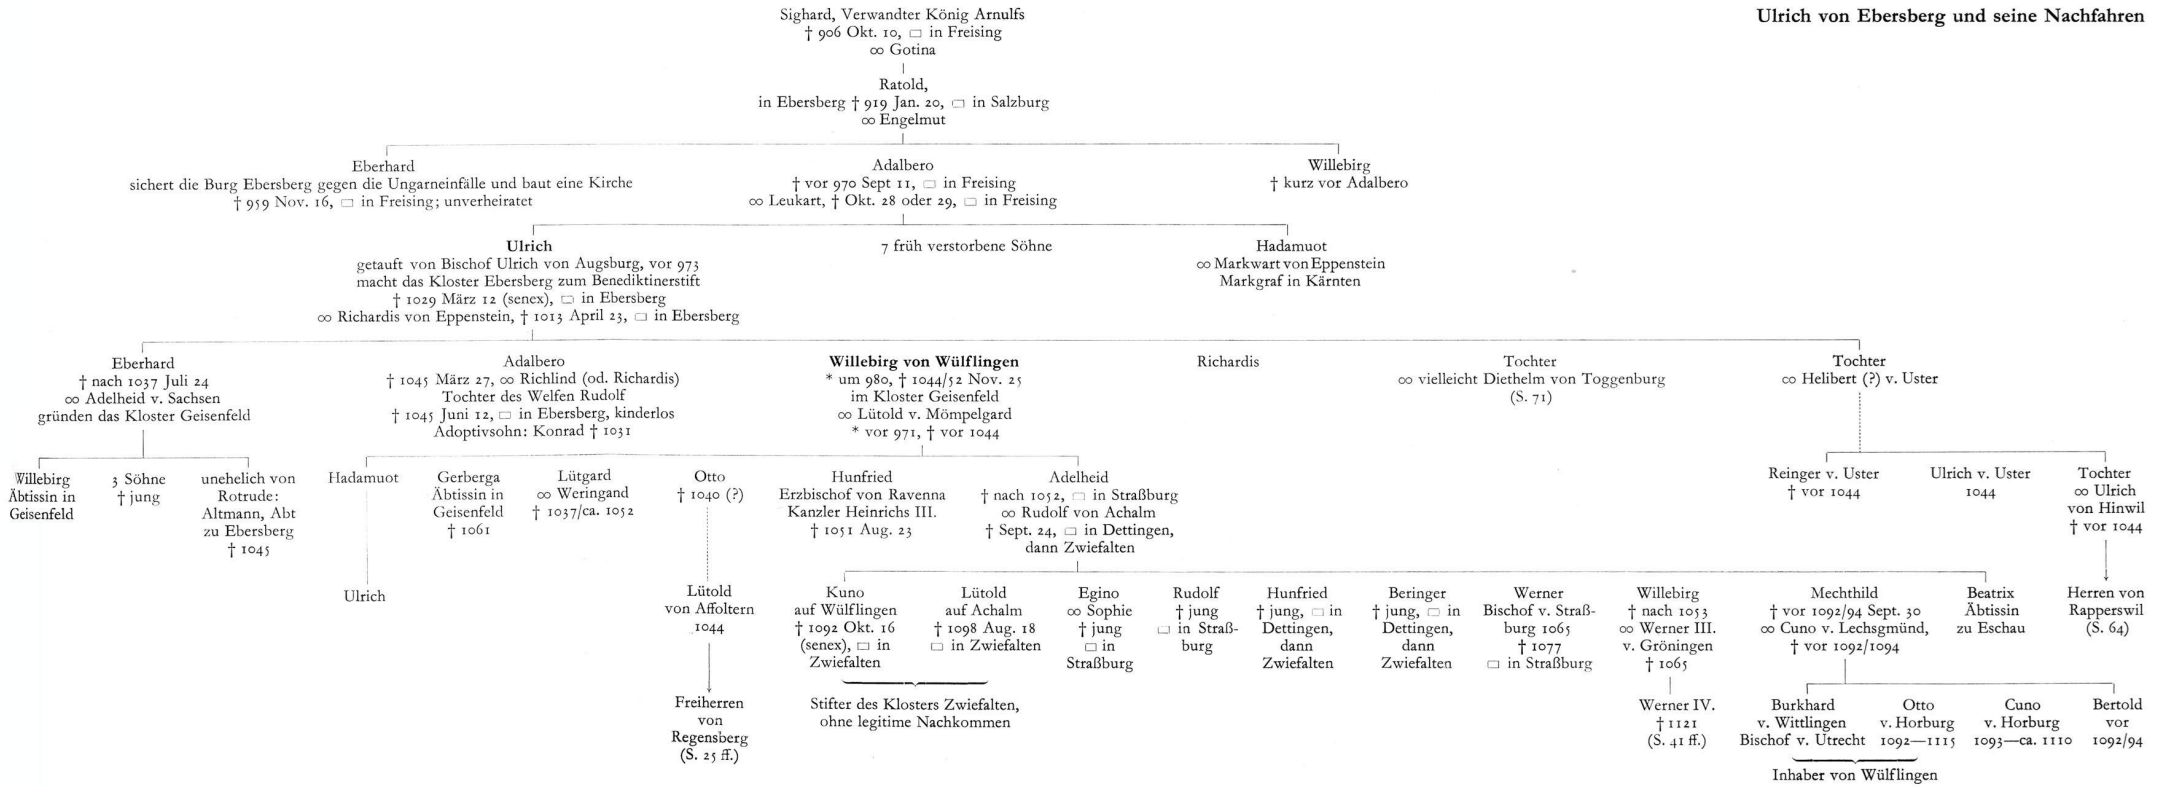 Ulrich von Ebersberg und seine Nachfahren
Sighard, Verwandter König Arnulfs
† 906 Okt. 10, ▭ in Freising
∞ Gotina
Ratold,
in Ebersberg † 919 Jan. 20, ▭ in Salzburg
∞ Engelmut
Eberhard
sichert die Burg Ebersberg gegen die Ungarneinfälle und baut eine Kirche
† 959 Nov. 16, ▭ in Freising; unverheiratet
Adalbero
† vor 970 Sept 11, ▭ in Freising
∞ Leukart, † Okt. 28 oder 29, ▭ in Freising
Willebirg
† kurz vor Adalbero
Ulrich
getauft von Bischof Ulrich von Augsburg, vor 973
macht das Kloster Ebersberg zum Benediktinerstift
† 1029 März 12 (senex), ▭ in Ebersberg
∞ Richardis von Eppenstein, † 1013 April 23, ▭ in Ebersberg
7 früh verstorbene Söhne
Hadamuot
∞ Markwart von Eppenstein
Markgraf in Kärnten
Eberhard
† nach 1037 Juli 24
∞ Adelheid v. Sachsen
gründen das Kloster Geisenfeld
Adalbero
† 1045 März 27, ∞ Richlind (od. Richardis)
Tochter des Welfen Rudolf
† 1045 Juni 12, ▭ in Ebersberg, kinderlos
Adoptivsohn: Konrad † 1031
Willebirg von Wülflingen
* um 980, † 1044/52 Nov. 25
im Kloster Geisenfeld
∞ Lütold v. Mömpelgard
* vor 971, † vor 1044
Richardis
Tochter
∞ vielleicht Diethelm von Toggenburg
(S. 71)
Tochter
∞ Helibert (?) v. Uster
Willebirg
Äbtissin in
Geisenfeld
3 Söhne
† jung
unehelich von
Rotrude:
Altmann, Abt
zu Ebersberg
† 1045
Hadamuot
Gerberga
Äbtissin in
Geisenfeld
† 1061
Lütgard
∞ Weringand
† 1037/ca. 1052
Otto
† 1040 (?)
Hunfried
Erzbischof von Ravenna
Kanzler Heinrichs III.
† 1051 Aug. 23
Adelheid
† nach 1052, ▭ in Straßburg
∞ Rudolf von Achalm
† Sept. 24, ▭ in Dettingen,
dann Zwiefalten
Reinger v. Uster
† vor 1044
Ulrich v. Uster
1044
Tochter
∞ Ulrich
von Hinwil
† vor 1044
Ulrich
Lütold
von Affoltern
1044
Kuno
auf Wülflingen
† 1092 Okt. 16
(senex), ▭ in
Zwiefalten
Lütold
auf Achalm
† 1098 Aug. 18
▭ in Zwiefalten
Egino
∞ Sophie
† jung
▭ in
Straßburg
Rudolf
† jung
▭ in Straß-
burg
Hunfried
† jung, ▭ in
Dettingen,
dann
Zwiefalten
Beringer
† jung, ▭ in
Dettingen,
dann
Zwiefalten
Werner
Bischof v. Straß-
burg 1065
† 1077
▭ in Straßburg
Willebirg
† nach 1053
∞ Werner III.
v. Gröningen
† 1065
Mechthild
† vor 1092/94 Sept. 30
∞ Cuno v. Lechsgmünd,
† vor 1092/1094
Beatrix
Äbtissin
zu Eschau
Herren von
Rapperswil
(S. 64)
Freiherren
von
Regensberg
(S. 25 ff.)
Stifter des Klosters Zwiefalten,
ohne legitime Nachkommen
Werner IV.
† 1121
(S. 41 ff.)
Burkhard
v. Wittlingen
Bischof v. Utrecht
Otto
v. Horburg
1092—1115
Cuno
v. Horburg
1093—ca. 1110
Bertold
vor
1092/94
Inhaber von Wülflingen